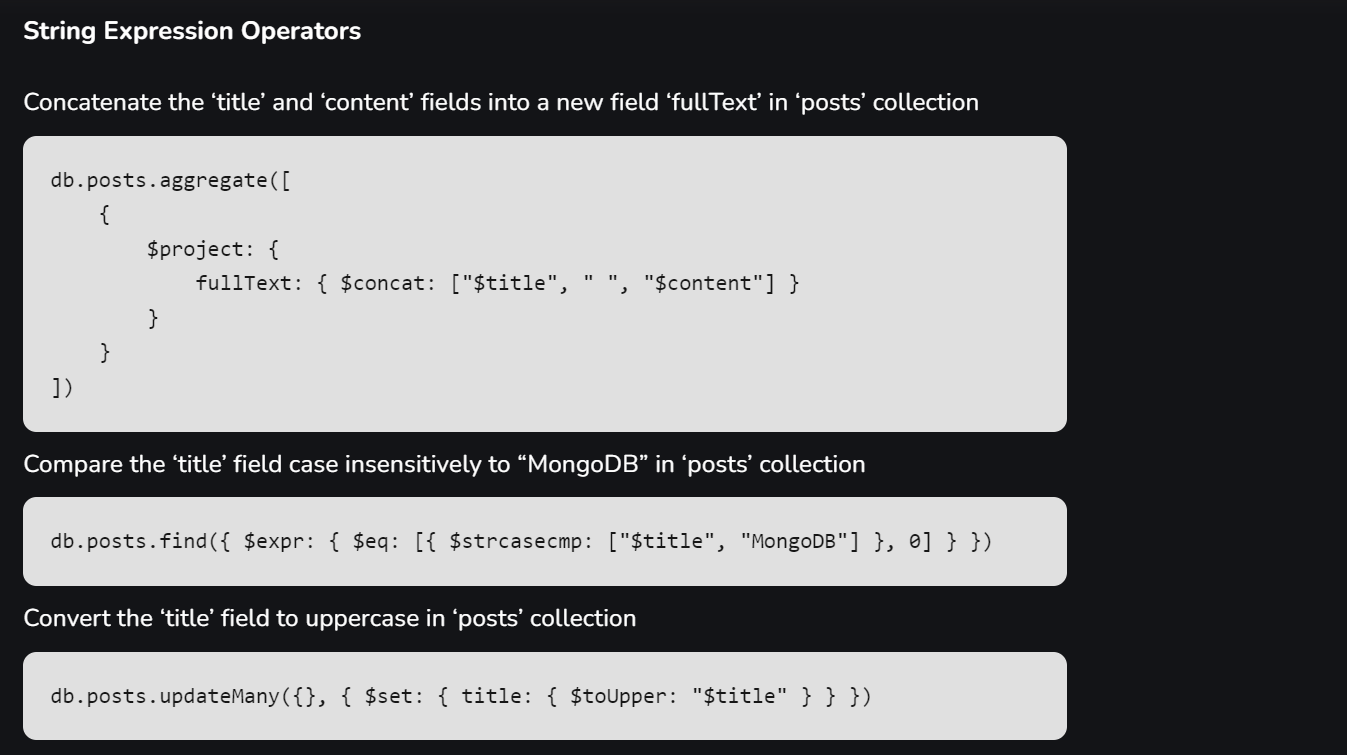 String Expression Operators
Concatenate the ‘title’ and ‘content’ fields into a new field ‘fullText’ in ‘posts’ collection
db.posts.aggregate([
    {
        $project: {
            fullText: { $concat: ["$title", " ", "$content"] }
        }
    }
])
Compare the ‘title’ field case insensitively to “MongoDB” in ‘posts’ collection
db.posts.find({ $expr: { $eq: [{ $strcasecmp: ["$title", "MongoDB"] }, 0] } })
Convert the ‘title’ field to uppercase in ‘posts’ collection
db.posts.updateMany({}, { $set: { title: { $toUpper: "$title" } } })